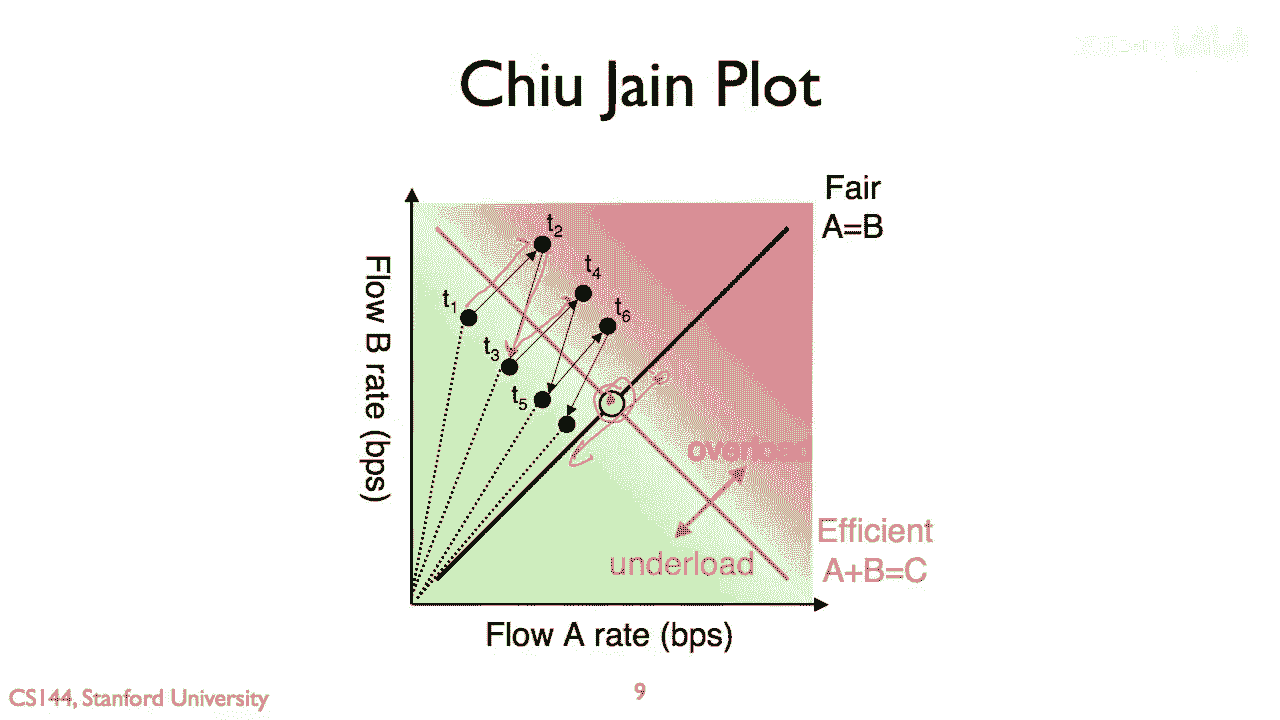 Chiu Jain Plot
Fair
A=B
Flow B rate (bps)
t2
t4
t6
t1
t3
t5
overload
underload
Efficient
A+B=C
Flow A rate (bps)
CS144, Stanford University
9